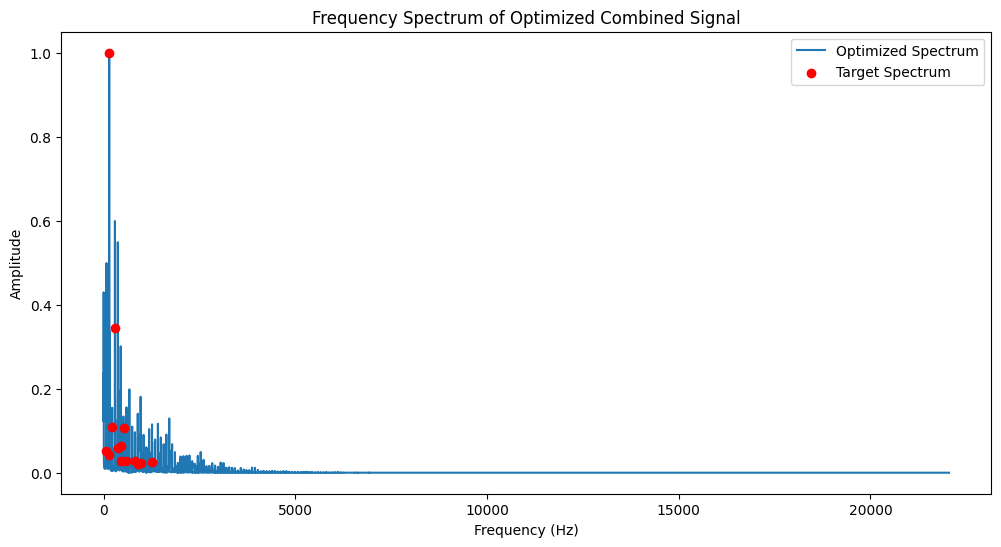 Frequency Spectrum of Optimized Combined Signal
Optimized Spectrum
Target Spectrum
Amplitude
1.0
0.8
0.6
0.4
0.2
0.0
0
5000
10000
15000
20000
Frequency (Hz)